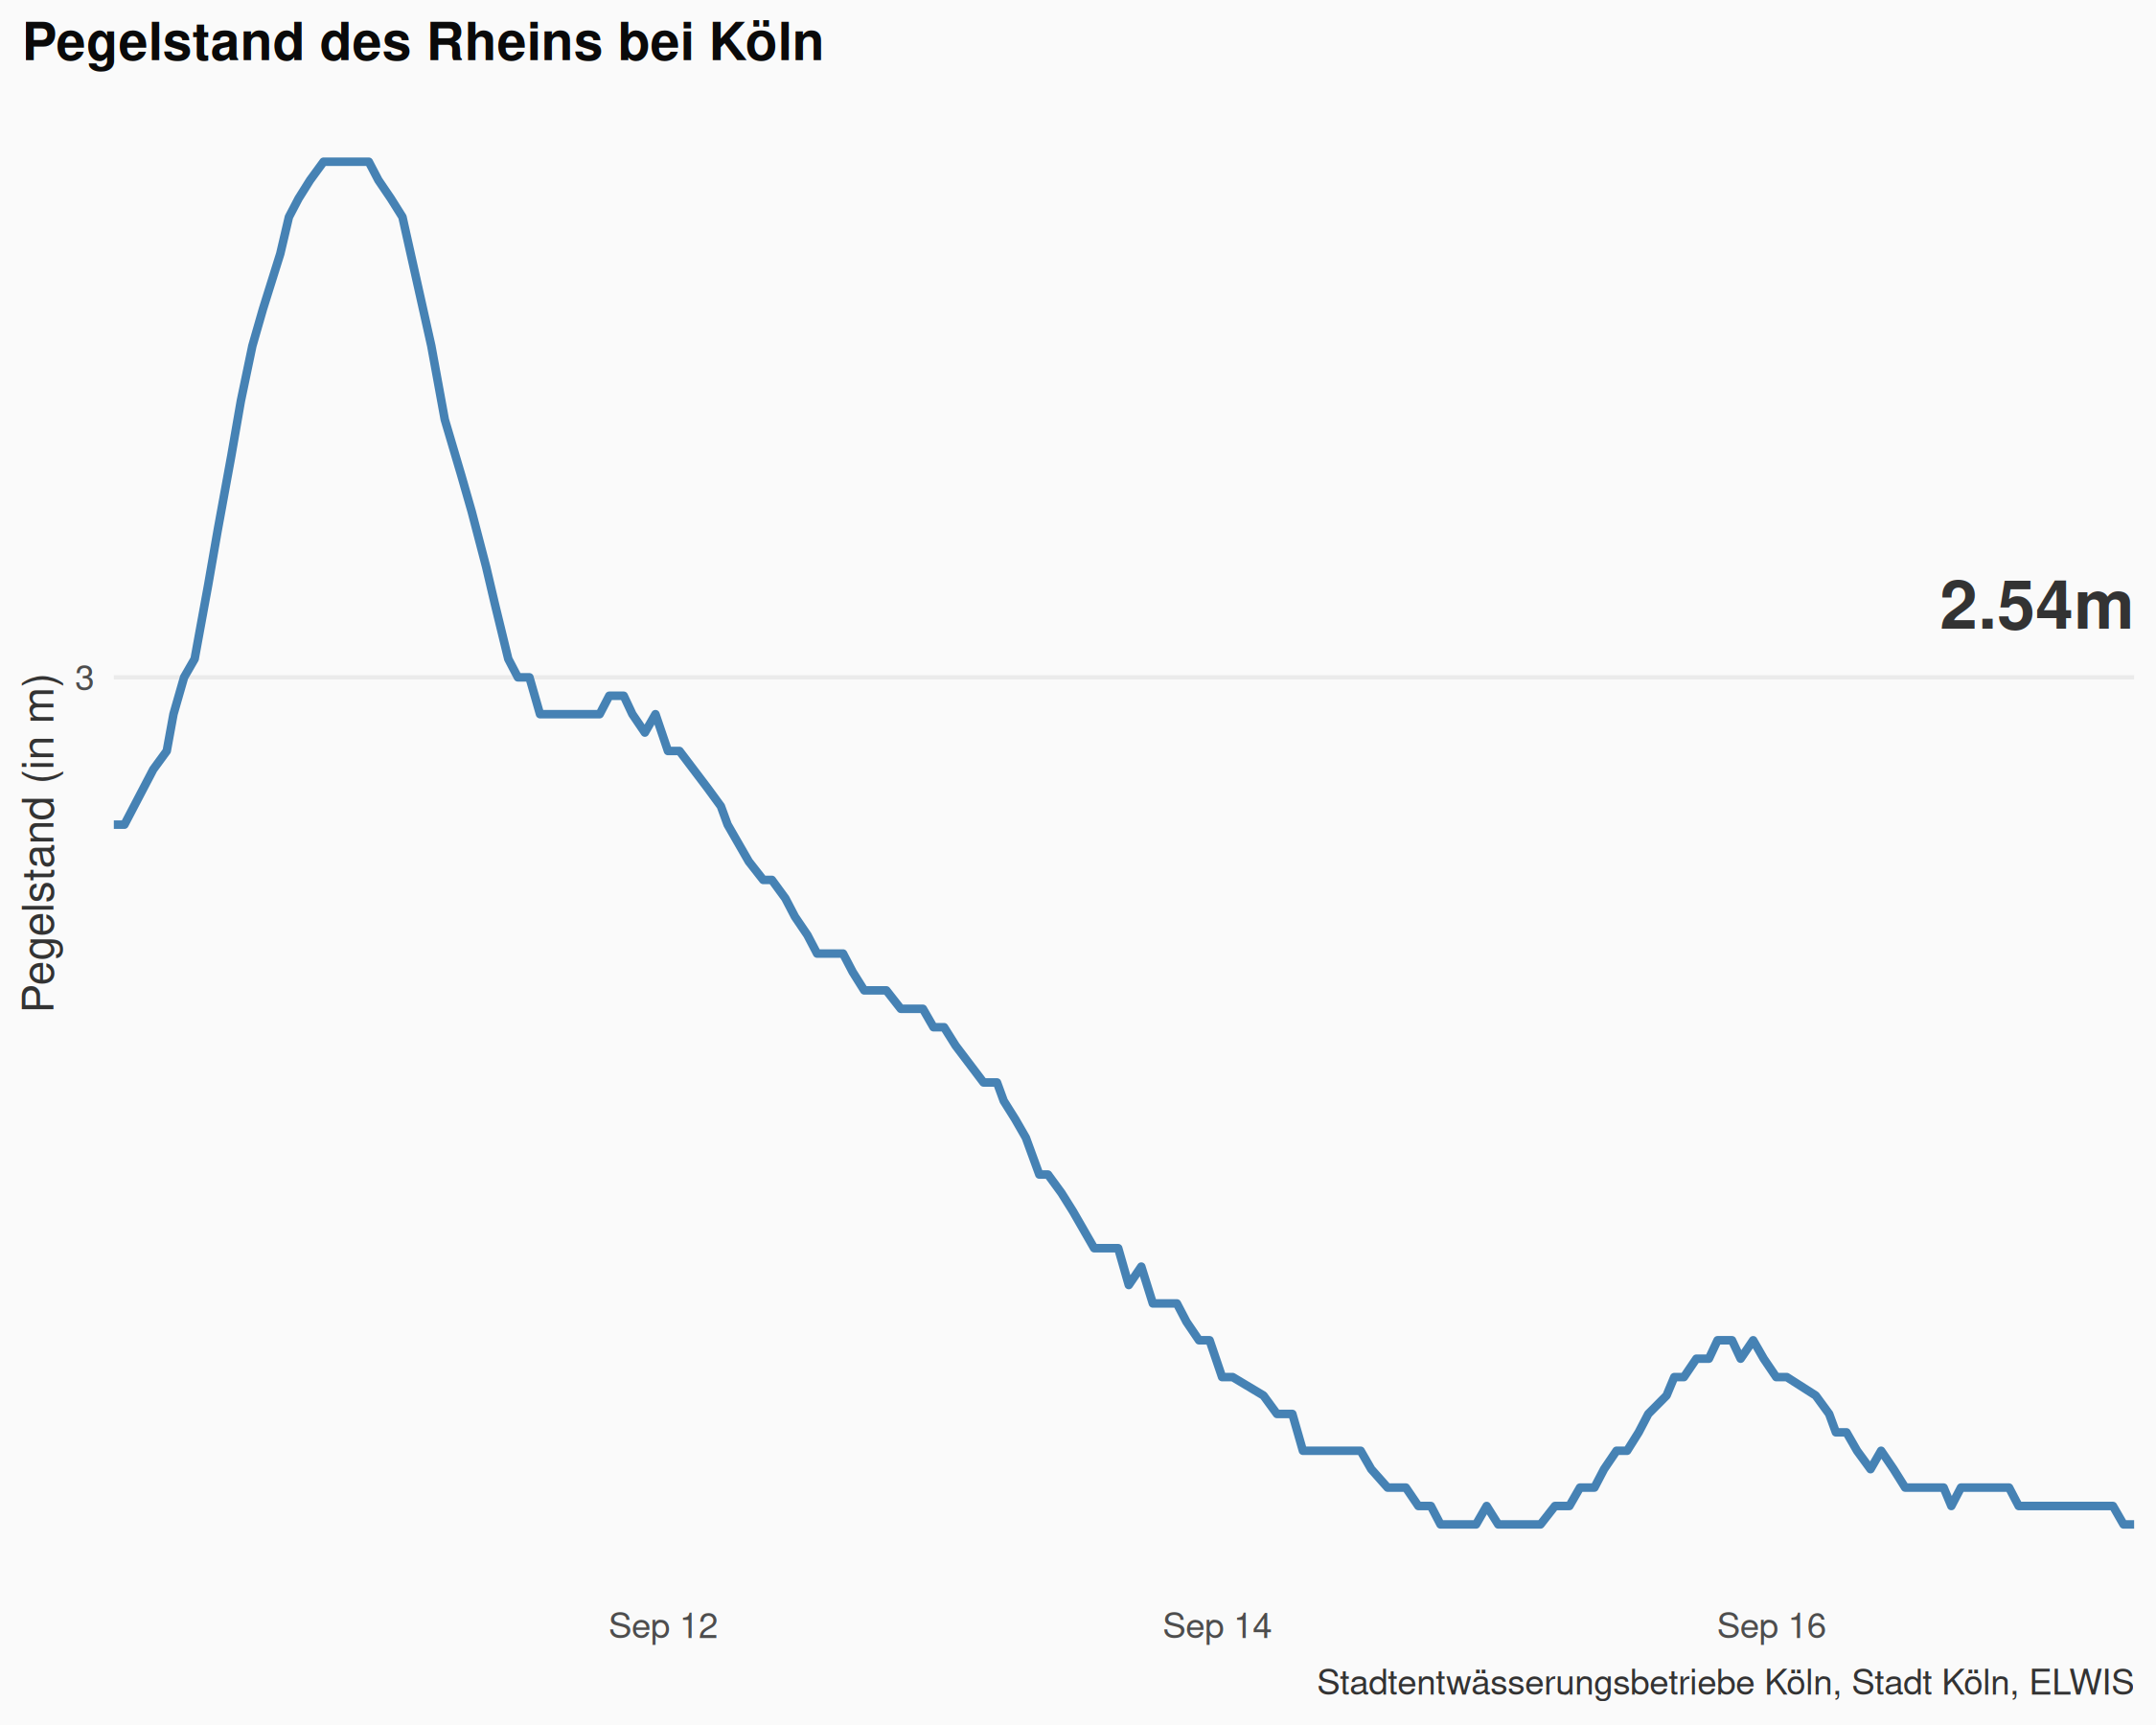 Pegelstand des Rheins bei Köln
2.54m
3
Pegelstand (in m)
Sep 12
Sep 14
Sep 16
Stadtentwässerungsbetriebe Köln, Stadt Köln, ELWIS